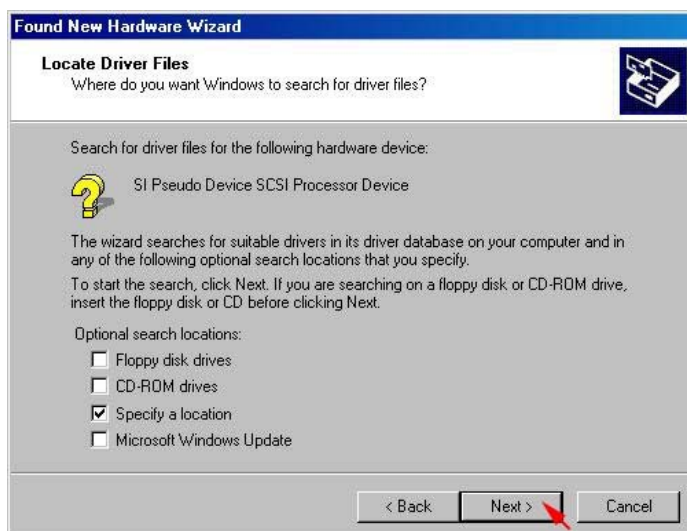 Found New Hardware Wizard
Locate Driver Files
Where do you want Windows to search for driver files?
Search for driver files for the following hardware device:
SI Pseudo Device SCSI Processor Device
The wizard searches for suitable drivers in its driver database on your computer and in
any of the following optional search locations that you specify.
To start the search, click Next. If you are searching on a floppy disk or CD-ROM drive,
insert the floppy disk or CD before clicking Next.
Optional search locations:
Floppy disk drives
CD-ROM drives
Specify a location
Microsoft Windows Update
< Back Next > Cancel